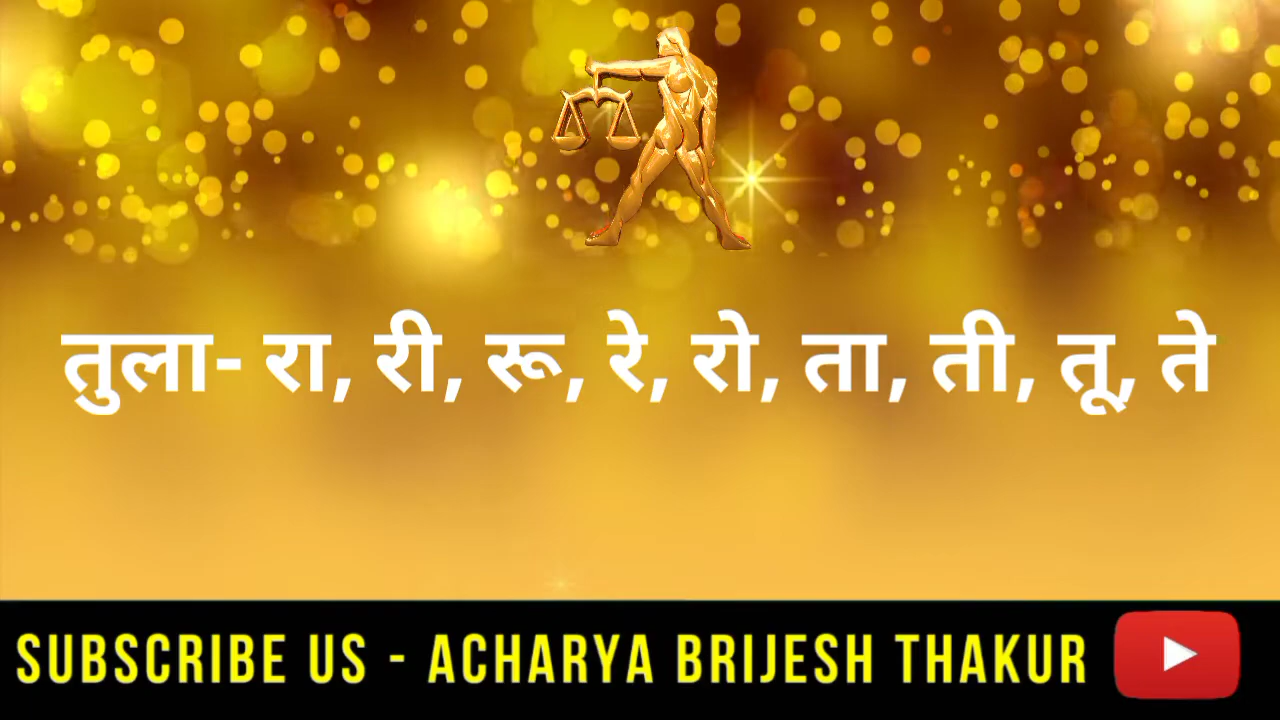 तुला- रा, री, रू, रे, रो, ता, ती, तू, ते
SUBSCRIBE US - ACHARYA BRIJESH THAKUR